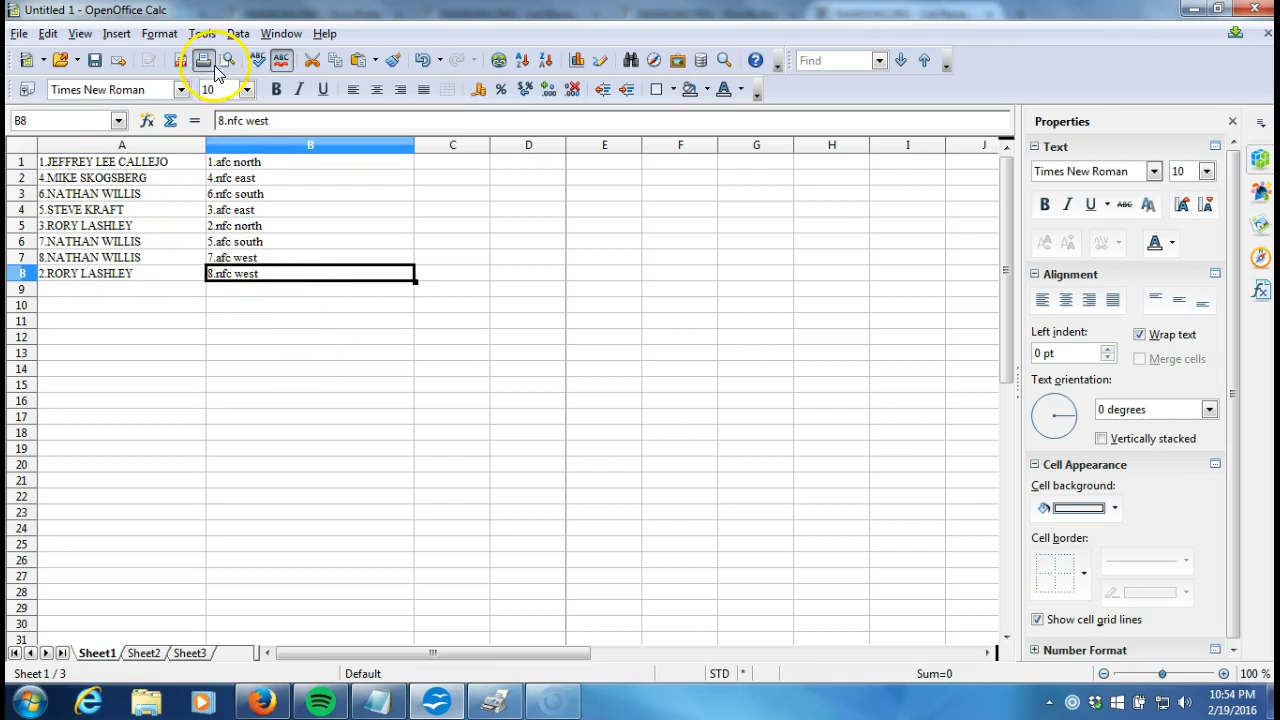 Untitled 1 - OpenOffice Calc
File Edit View Insert Format Tools Data Window Help
ABC ABC Find
Times New Roman 10 B I U
B8 8.nfc west
A B C D E F G H I J
1 1.JEFFREY LEE CALLEJO 1.afc north
2 4.MIKE SKOGSBERG 4.nfc east
3 6.NATHAN WILLIS 6.nfc south
4 5.STEVE KRAFT 3.afc east
5 3.RORY LASHLEY 2.nfc north
6 7.NATHAN WILLIS 5.afc south
7 8.NATHAN WILLIS 7.afc west
8 2.RORY LASHLEY 8.nfc west
9
10
11
12
13
14
15
16
17
18
19
20
21
22
23
24
25
26
27
28
29
30
31
Properties
Text
Times New Roman 10
B I U ABC
Alignment
Left indent:
Wrap text
0 pt
Merge cells
Text orientation:
0 degrees
Vertically stacked
Cell Appearance
Cell background:
Cell border:
Show cell grid lines
Number Format
Sheet1 Sheet2 Sheet3
Sheet 1 / 3 Default STD * Sum=0 100 %
10:54 PM
2/19/2016